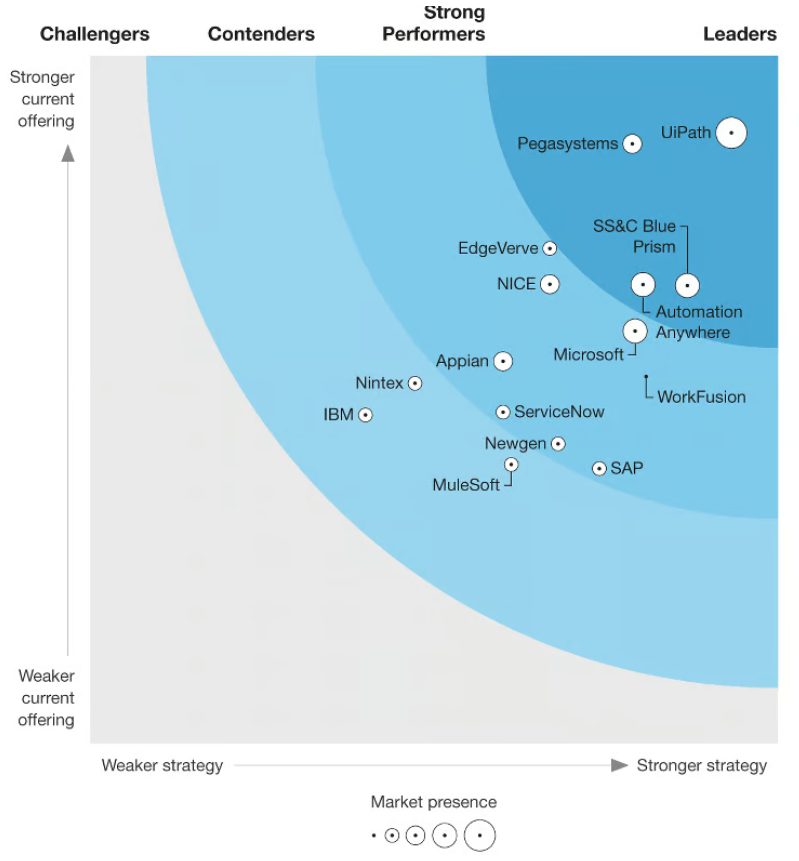 Strong
Challengers
Contenders
Performers
Leaders
Stronger
current
offering
UiPath
Pegasystems
SS&C Blue
Prism
EdgeVerve
NICE
Automation
Anywhere
Microsoft
Appian
Nintex
WorkFusion
IBM
ServiceNow
Newgen
SAP
MuleSoft
Weaker
current
offering
Weaker strategy
Stronger strategy
Market presence